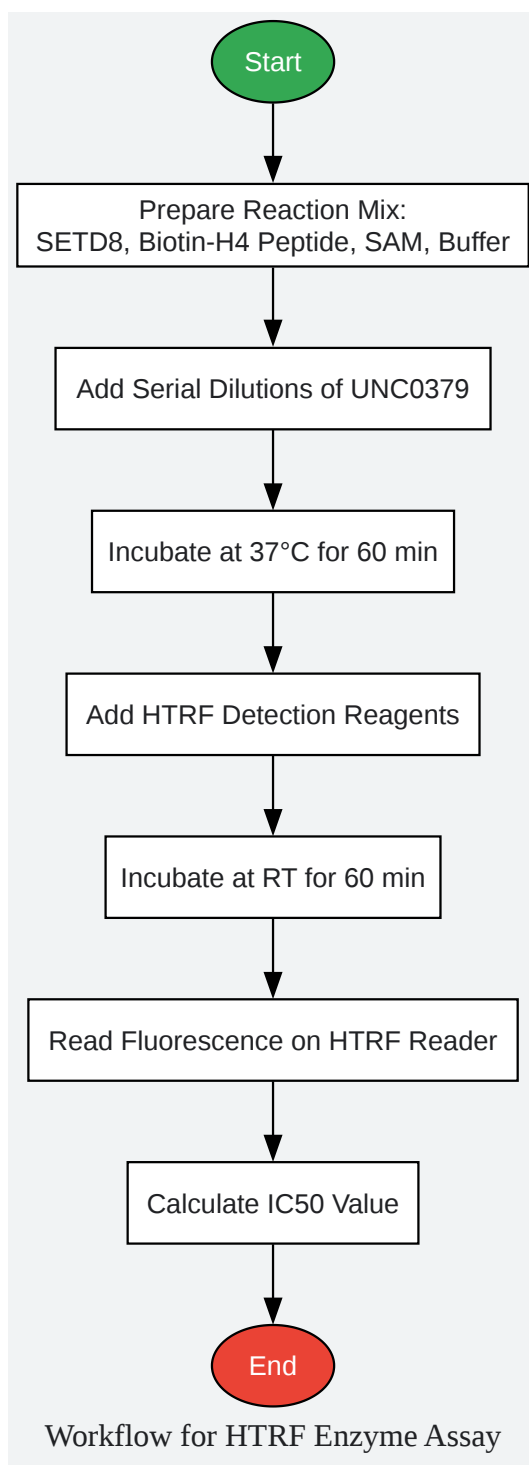 Start
Prepare Reaction Mix:
SETD8, Biotin-H4 Peptide, SAM, Buffer
Add Serial Dilutions of UNC0379
Incubate at 37°C for 60 min
Add HTRF Detection Reagents
Incubate at RT for 60 min
Read Fluorescence on HTRF Reader
Calculate IC50 Value
End
Workflow for HTRF Enzyme Assay